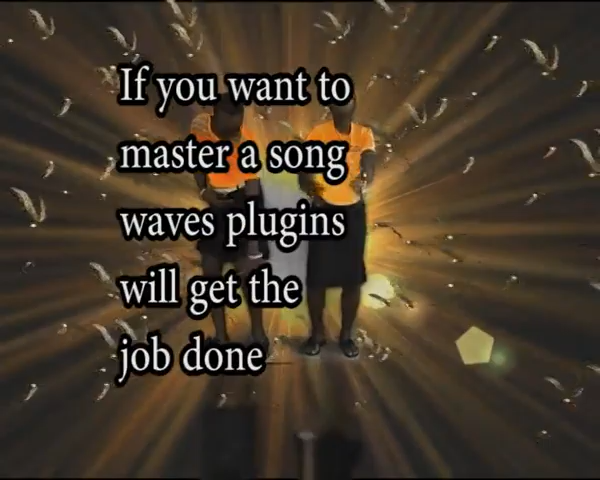 If you want to
master a song
waves plugins
will get the
job done